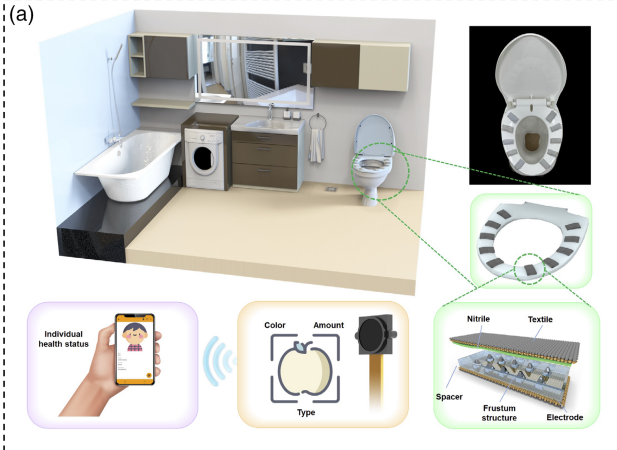 (a)
Individual
health status
Color
Amount
Type
Nitrile
Textile
Spacer
Frustum
structure
Electrode